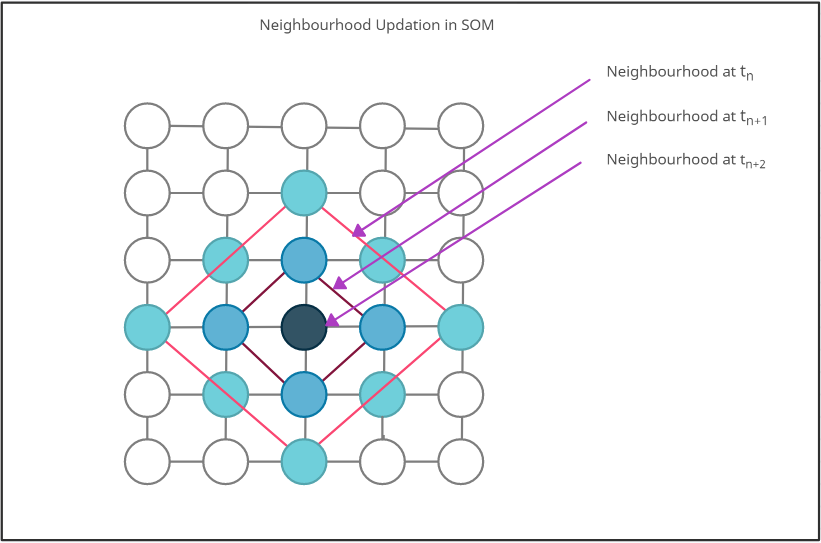 Neighbourhood Updation in SOM
Neighbourhood at tn
Neighbourhood at tn+1
Neighbourhood at tn+2